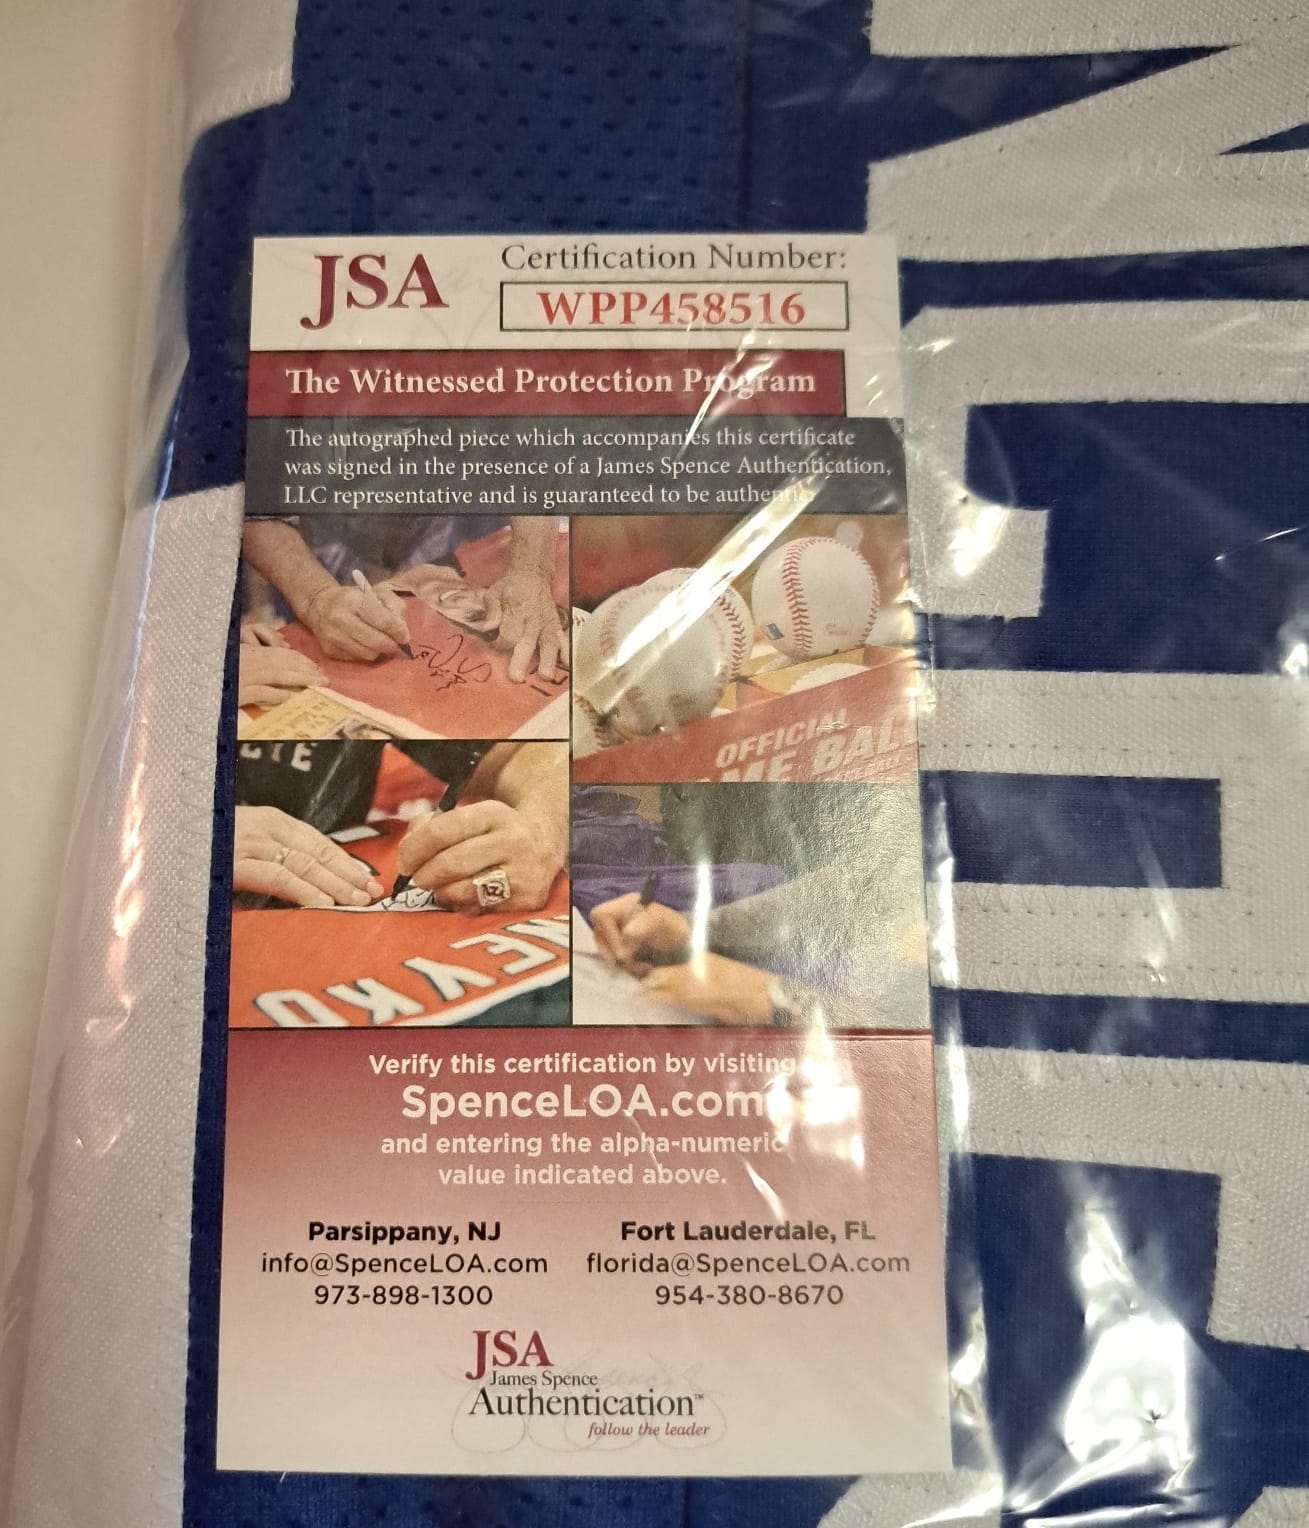 JSA
Certification Number:
WPP458516
The Witnessed Protection Program
The autographed piece which accompanies this certificate
was signed in the presence of a James Spence Authentication,
LLC representative and is guaranteed to be authentic.
OFFICIAL
ME BALL
Verify this certification by visiting
SpenceLOA.com
and entering the alpha-numeric
value indicated above.
Parsippany, NJ
info@SpenceLOA.com
973-898-1300
Fort Lauderdale, FL
florida@SpenceLOA.com
954-380-8670
JSA
James Spence
Authentication™
follow the leader